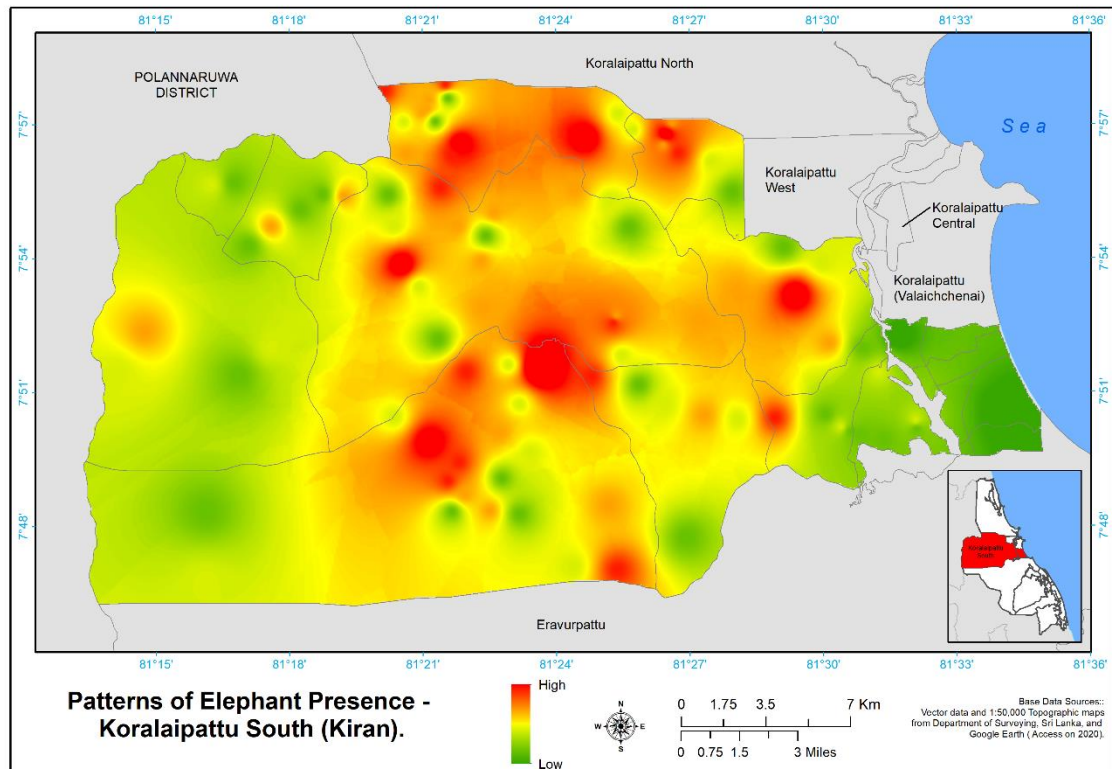 81°15' 81°18' 81°21' 81°24' 81°27' 81°30' 81°33' 81°36'
POLANNARUWA
DISTRICT
Koralaipattu North
Sea
7°57' 7°57'
Koralaipattu
West
Koralaipattu
Central
7°54' 7°54'
Koralaipattu
(Valaichchenai)
7°51' 7°51'
7°48' 7°48'
Koralaipattu
South
Eravurpattu
81°15' 81°18' 81°21' 81°24' 81°27' 81°30' 81°33' 81°36'
Patterns of Elephant Presence -
Koralaipattu South (Kiran).
High
Low
N
W E
S
0 1.75 3.5 7 Km
0 0.75 1.5 3 Miles
Base Data Sources::
Vector data and 1:50,000 Topographic maps
from Department of Surveying, Sri Lanka, and
Google Earth ( Access on 2020).